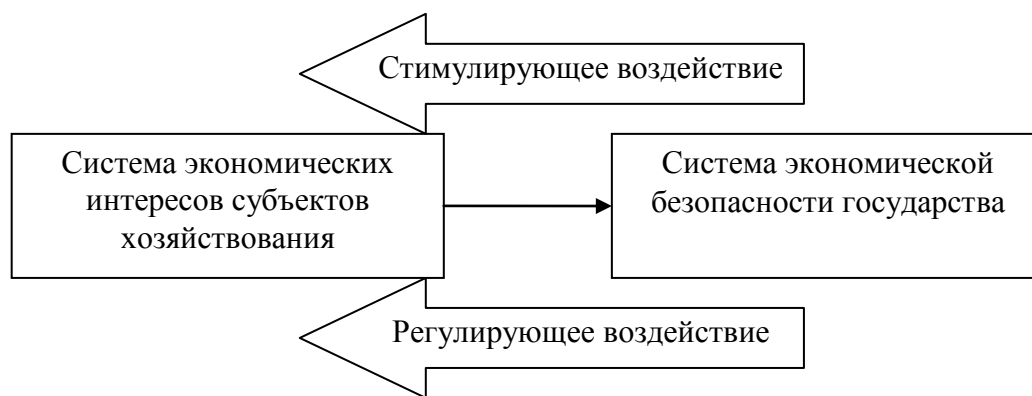 Стимулирующее воздействие
Система экономических
интересов субъектов
хозяйствования
Система экономической
безопасности государства
Регулирующее воздействие